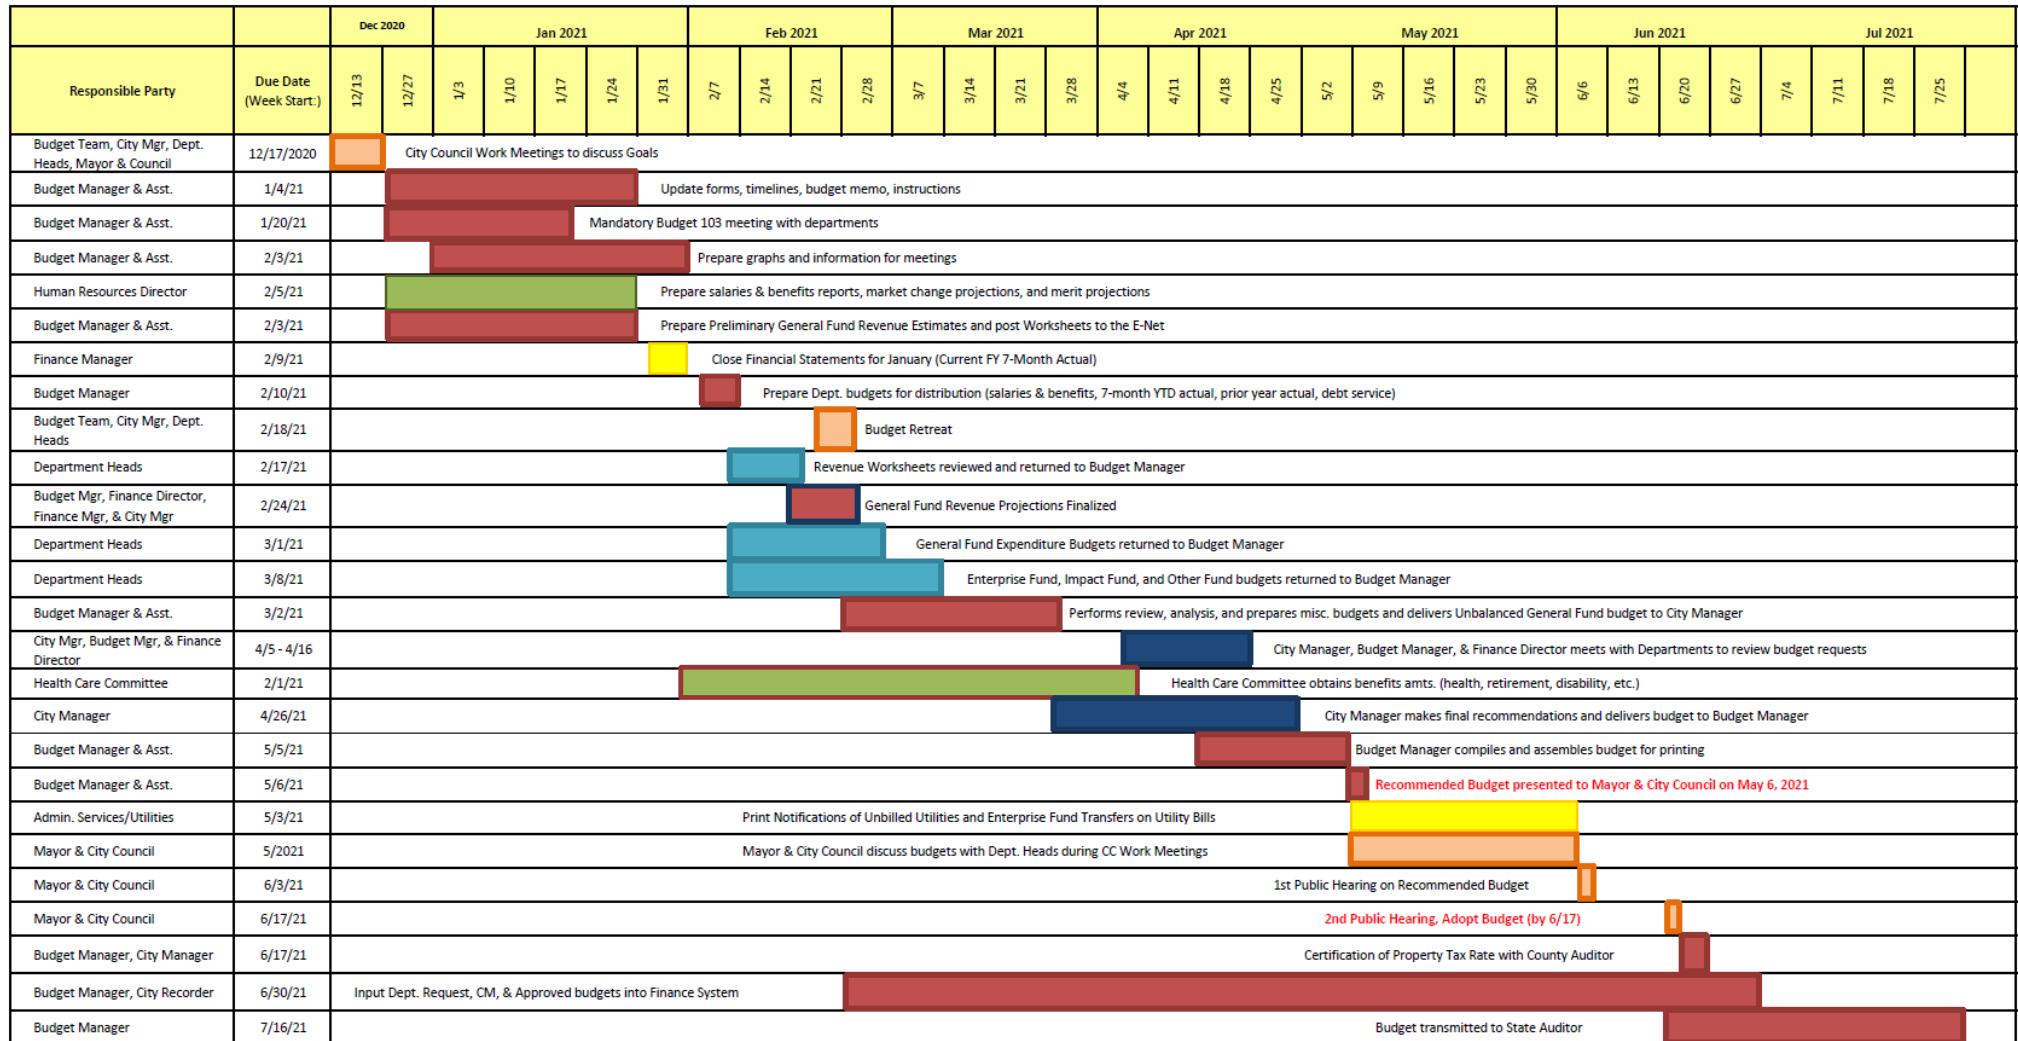 Dec 2020 Jan 2021 Feb 2021 Mar 2021 Apr 2021 May 2021 Jun 2021 Jul 2021
Responsible Party
Due Date
(Week Start:)
12/13 12/27 1/3 1/10 1/17 1/24 1/31 2/7 2/14 2/21 2/28 3/7 3/14 3/21 3/28 4/4 4/11 4/18 4/25 5/2 5/9 5/16 5/23 5/30 6/6 6/13 6/20 6/27 7/4 7/11 7/18 7/25
Budget Team, City Mgr, Dept.
Heads, Mayor & Council
12/17/2020
City Council Work Meetings to discuss Goals
Budget Manager & Asst.
1/4/21
Update forms, timelines, budget memo, instructions
Budget Manager & Asst.
1/20/21
Mandatory Budget 103 meeting with departments
Budget Manager & Asst.
2/3/21
Prepare graphs and information for meetings
Human Resources Director
2/5/21
Prepare salaries & benefits reports, market change projections, and merit projections
Budget Manager & Asst.
2/3/21
Prepare Preliminary General Fund Revenue Estimates and post Worksheets to the E-Net
Finance Manager
2/9/21
Close Financial Statements for January (Current FY 7-Month Actual)
Budget Manager
2/10/21
Prepare Dept. budgets for distribution (salaries & benefits, 7-month YTD actual, prior year actual, debt service)
Budget Team, City Mgr, Dept.
Heads
2/18/21
Budget Retreat
Department Heads
2/17/21
Revenue Worksheets reviewed and returned to Budget Manager
Budget Mgr, Finance Director,
Finance Mgr, & City Mgr
2/24/21
General Fund Revenue Projections Finalized
Department Heads
3/1/21
General Fund Expenditure Budgets returned to Budget Manager
Department Heads
3/8/21
Enterprise Fund, Impact Fund, and Other Fund budgets returned to Budget Manager
Budget Manager & Asst.
3/2/21
Performs review, analysis, and prepares misc. budgets and delivers Unbalanced General Fund budget to City Manager
City Mgr, Budget Mgr, & Finance
Director
4/5 - 4/16
City Manager, Budget Manager, & Finance Director meets with Departments to review budget requests
Health Care Committee
2/1/21
Health Care Committee obtains benefits amts. (health, retirement, disability, etc.)
City Manager
4/26/21
City Manager makes final recommendations and delivers budget to Budget Manager
Budget Manager & Asst.
5/5/21
Budget Manager compiles and assembles budget for printing
Budget Manager & Asst.
5/6/21
Recommended Budget presented to Mayor & City Council on May 6, 2021
Admin. Services/Utilities
5/3/21
Print Notifications of Unbilled Utilities and Enterprise Fund Transfers on Utility Bills
Mayor & City Council
5/2021
Mayor & City Council discuss budgets with Dept. Heads during CC Work Meetings
Mayor & City Council
6/3/21
1st Public Hearing on Recommended Budget
Mayor & City Council
6/17/21
2nd Public Hearing, Adopt Budget (by 6/17)
Budget Manager, City Manager
6/17/21
Certification of Property Tax Rate with County Auditor
Budget Manager, City Recorder
6/30/21
Input Dept. Request, CM, & Approved budgets into Finance System
Budget Manager
7/16/21
Budget transmitted to State Auditor